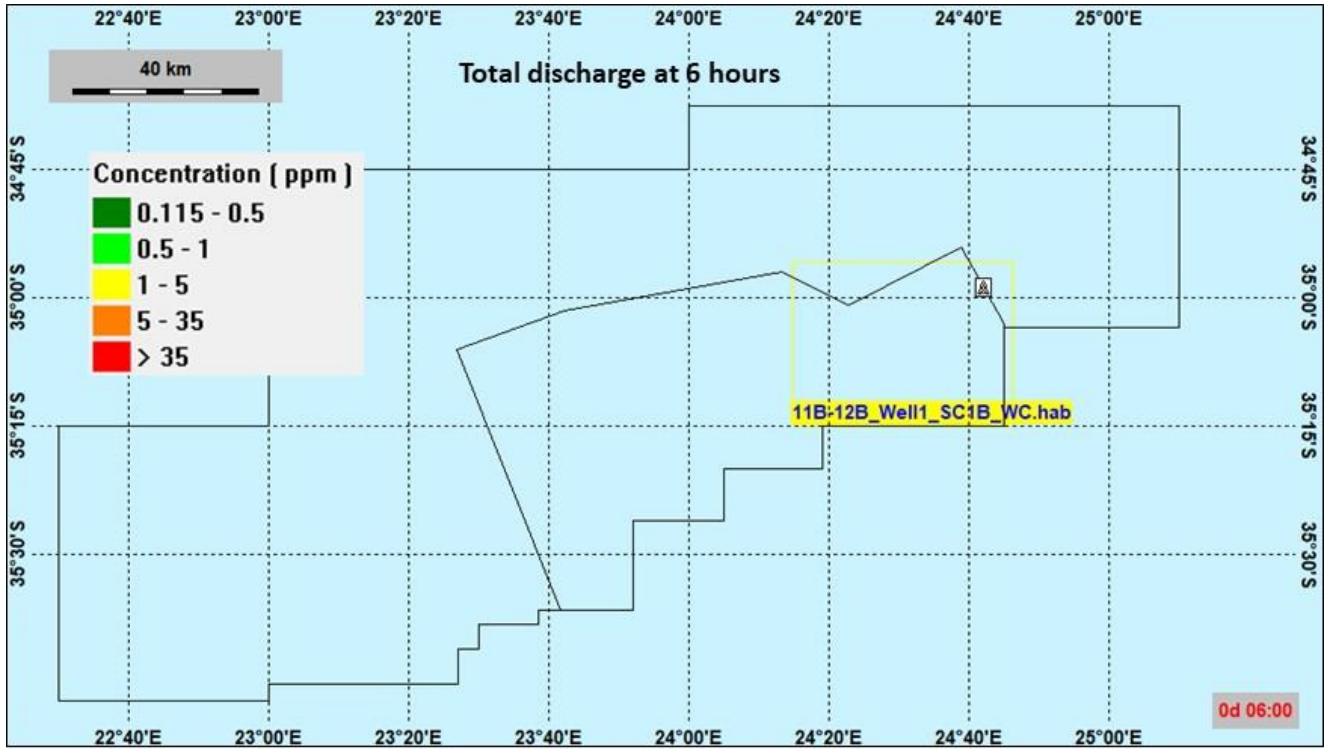 22°40'E 23°00'E 23°20'E 23°40'E 24°00'E 24°20'E 24°40'E 25°00'E
40 km
Total discharge at 6 hours
34°45'S
34°45'S
Concentration ( ppm )
0.115 - 0.5
0.5 - 1
1 - 5
5 - 35
> 35
35°00'S
35°00'S
11B-12B_Well1_SC1B_WC.hab
35°15'S
35°15'S
35°30'S
35°30'S
0d 06:00
22°40'E 23°00'E 23°20'E 23°40'E 24°00'E 24°20'E 24°40'E 25°00'E